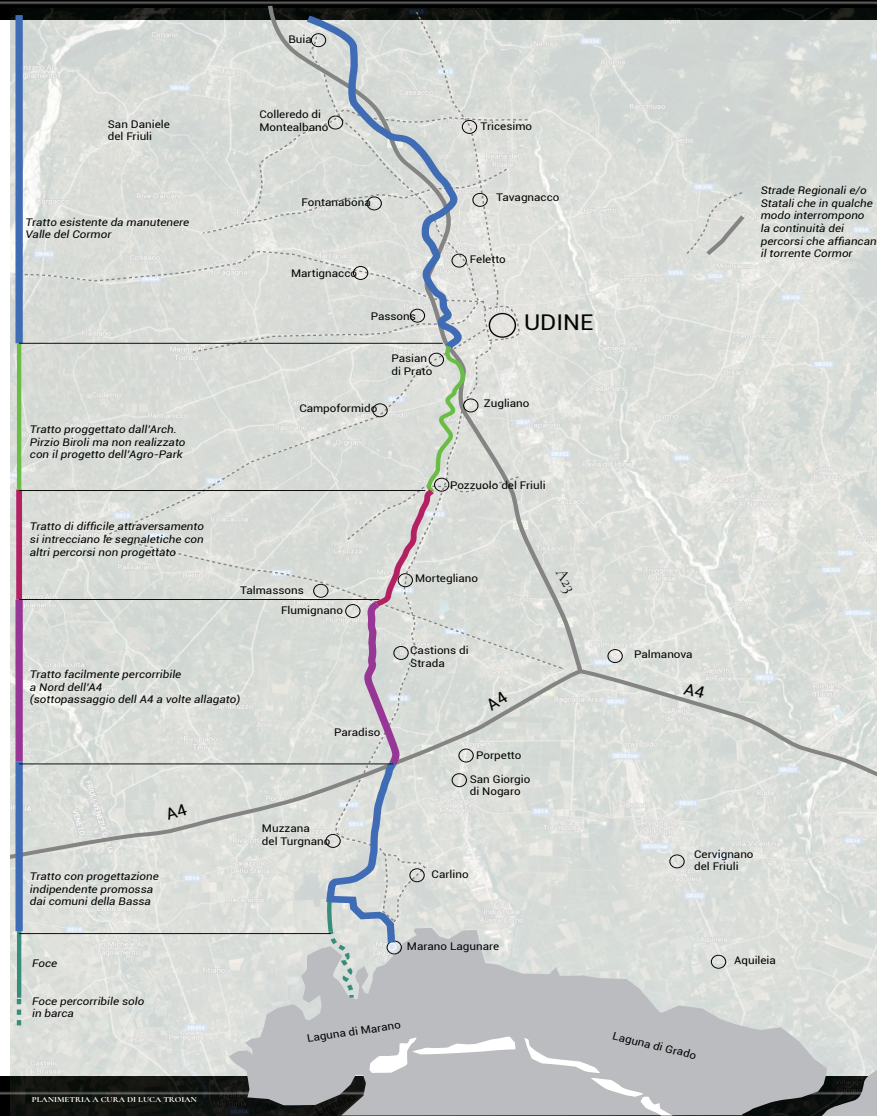 Buia
San Daniele
del Friuli
Colleredo di
Montealbano
Tricesimo
Strade Regionali e/o
Statali che in qualche
modo interrompono
la continuità dei
percorsi che affiancan
il torrente Cormor
Fontanabona
Tavagnacco
Tratto esistente da manutenere
Valle del Cormor
Feletto
Martignacco
Passons
UDINE
Pasian
di Prato
Campoformido
Zugliano
Tratto proggettato dall'Arch.
Pirzio Biroli ma non realizzato
con il progetto dell'Agro-Park
Pozzuolo del Friuli
Tratto di difficile attraversamento
si intrecciano le segnaletiche con
altri percorsi non progettato
A23
Mortegliano
Talmassons
Flumignano
Castions di
Strada
Palmanova
Tratto facilmente percorribile
a Nord dell'A4
(sottopassaggio dell A4 a volte allagato)
A4
A4
Paradiso
Porpetto
San Giorgio
di Nogaro
A4
Muzzana
del Turgnano
Cervignano
del Friuli
Carlino
Tratto con progettazione
indipendente promossa
dai comuni della Bassa
Marano Lagunare
Foce
Aquileia
Foce percorribile solo
in barca
Laguna di Marano
Laguna di Grado
PLANIMETRIA A CURA DI LUCA TROIAN